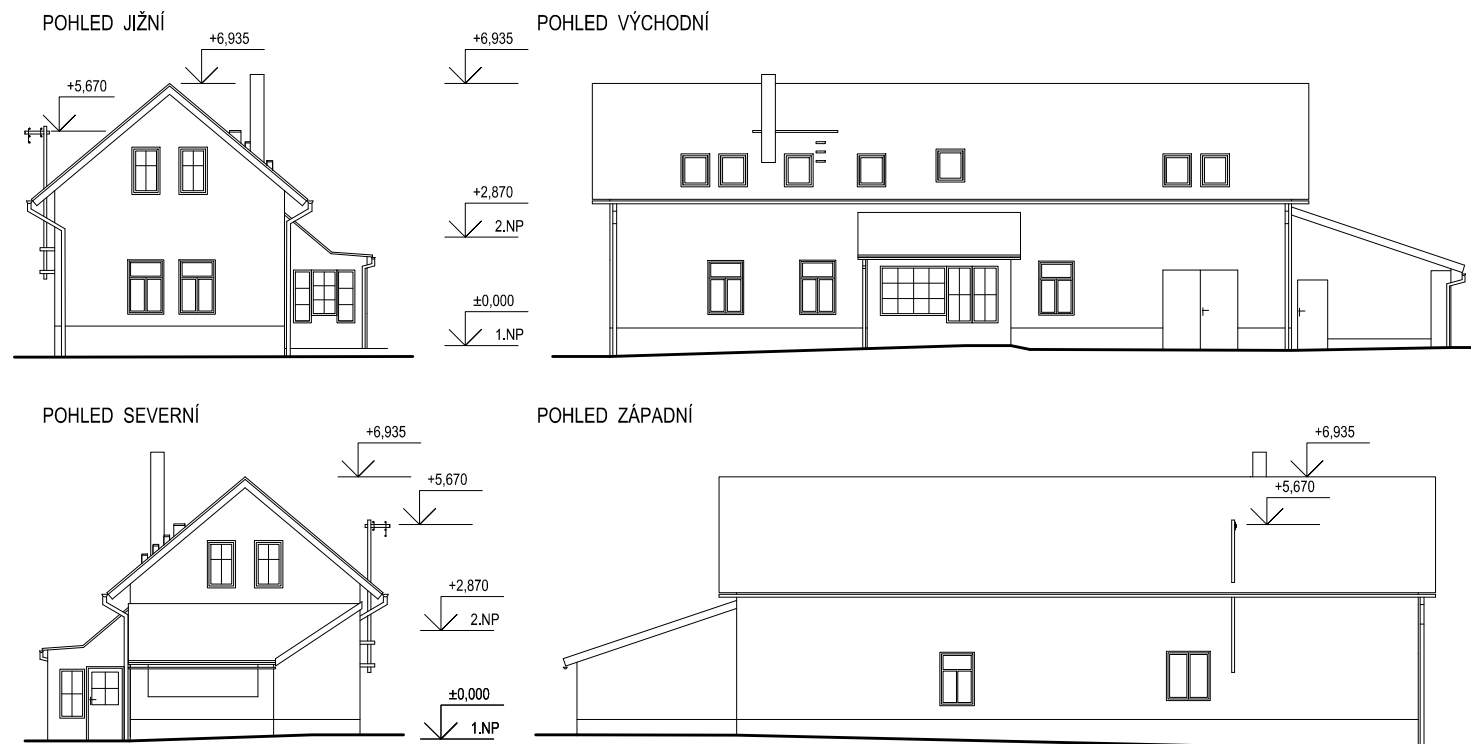 POHLED JIŽNÍ
+6,935
+5,670
+6,935
+2,870
2.NP
±0,000
1.NP
POHLED VÝCHODNÍ
POHLED SEVERNÍ
+6,935
+5,670
+2,870
2.NP
±0,000
1.NP
POHLED ZÁPADNÍ
+6,935
+5,670